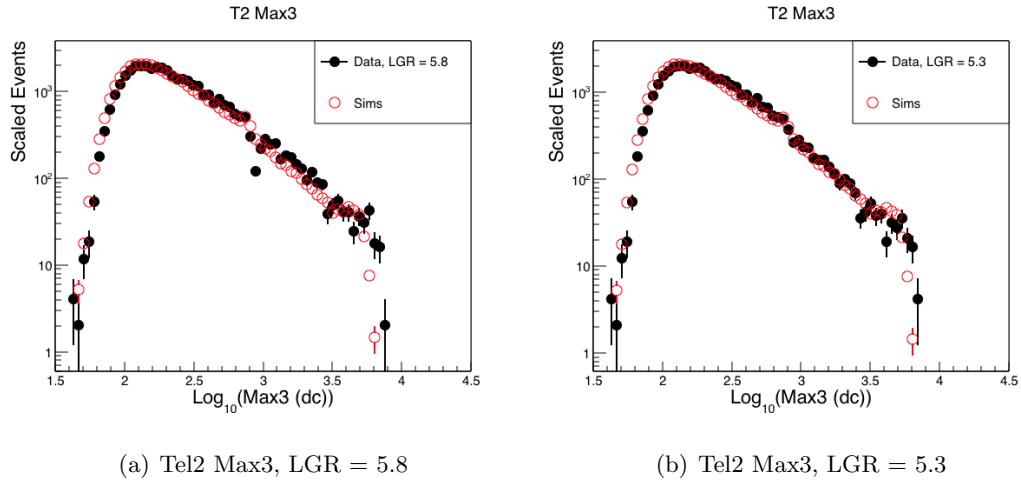 T2 Max3
Scaled Events
10³
10²
10
1
Data, LGR = 5.8
Sims
1.5 2 2.5 3 3.5 4 4.5
Log₁₀(Max3 (dc))
(a) Tel2 Max3, LGR = 5.8
T2 Max3
Scaled Events
10³
10²
10
1
Data, LGR = 5.3
Sims
1.5 2 2.5 3 3.5 4 4.5
Log₁₀(Max3 (dc))
(b) Tel2 Max3, LGR = 5.3